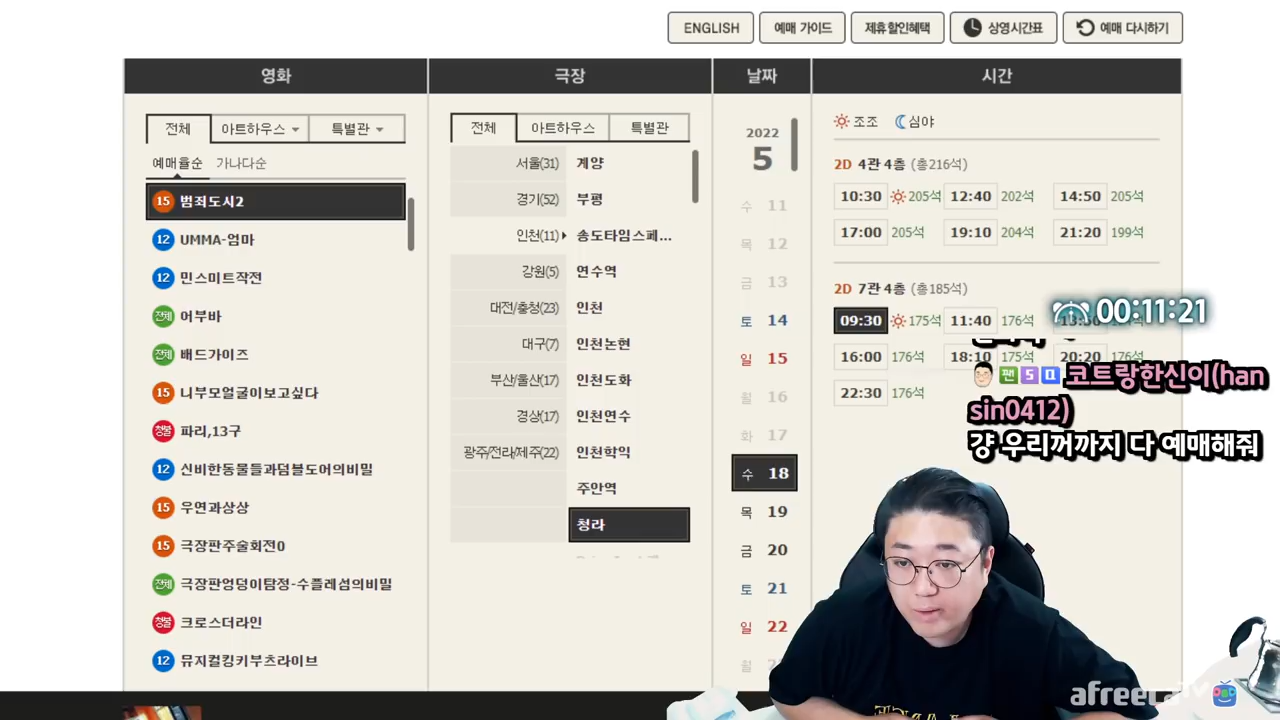 ENGLISH
예매 가이드
제휴할인혜택
상영시간표
예매 다시하기
영화
극장
날짜
시간
전체
아트하우스
특별관
예매율순
가나다순
15 범죄도시2
12 UMMA-엄마
12 민스미트작전
전체 어부바
전체 배드가이즈
15 니부모얼굴이보고싶다
청불 파리,13구
12 신비한동물들과덤블도어의비밀
15 우연과상상
15 극장판주술회전0
전체 극장판엉덩이탐정-수플레섬의비밀
청불 크로스더라인
12 뮤지컬킹키부츠라이브
전체
아트하우스
특별관
서울(31)
경기(52)
인천(11)
강원(5)
대전/충청(23)
대구(7)
부산/울산(17)
경상(17)
광주/전라/제주(22)
계양
부평
송도타임스페...
연수역
인천
인천논현
인천도화
인천연수
인천학익
주안역
청라
2022
5
수 11
목 12
금 13
토 14
일 15
월 16
화 17
수 18
목 19
금 20
토 21
일 22
월
조조
심야
2D 7관 4층 (총185석)
2D 4관 4층 (총216석)
10:30 205석 12:40 202석 14:50 205석
17:00 205석 19:10 204석 21:20 199석
09:30 175석 11:40 176석
16:00 176석 18:10 175석 20:20 176석
22:30 176석
00:11:21
팬 5 코트랑한신이(han
sin0412)
걍 우리꺼까지 다 예매해줘
afreecaTV